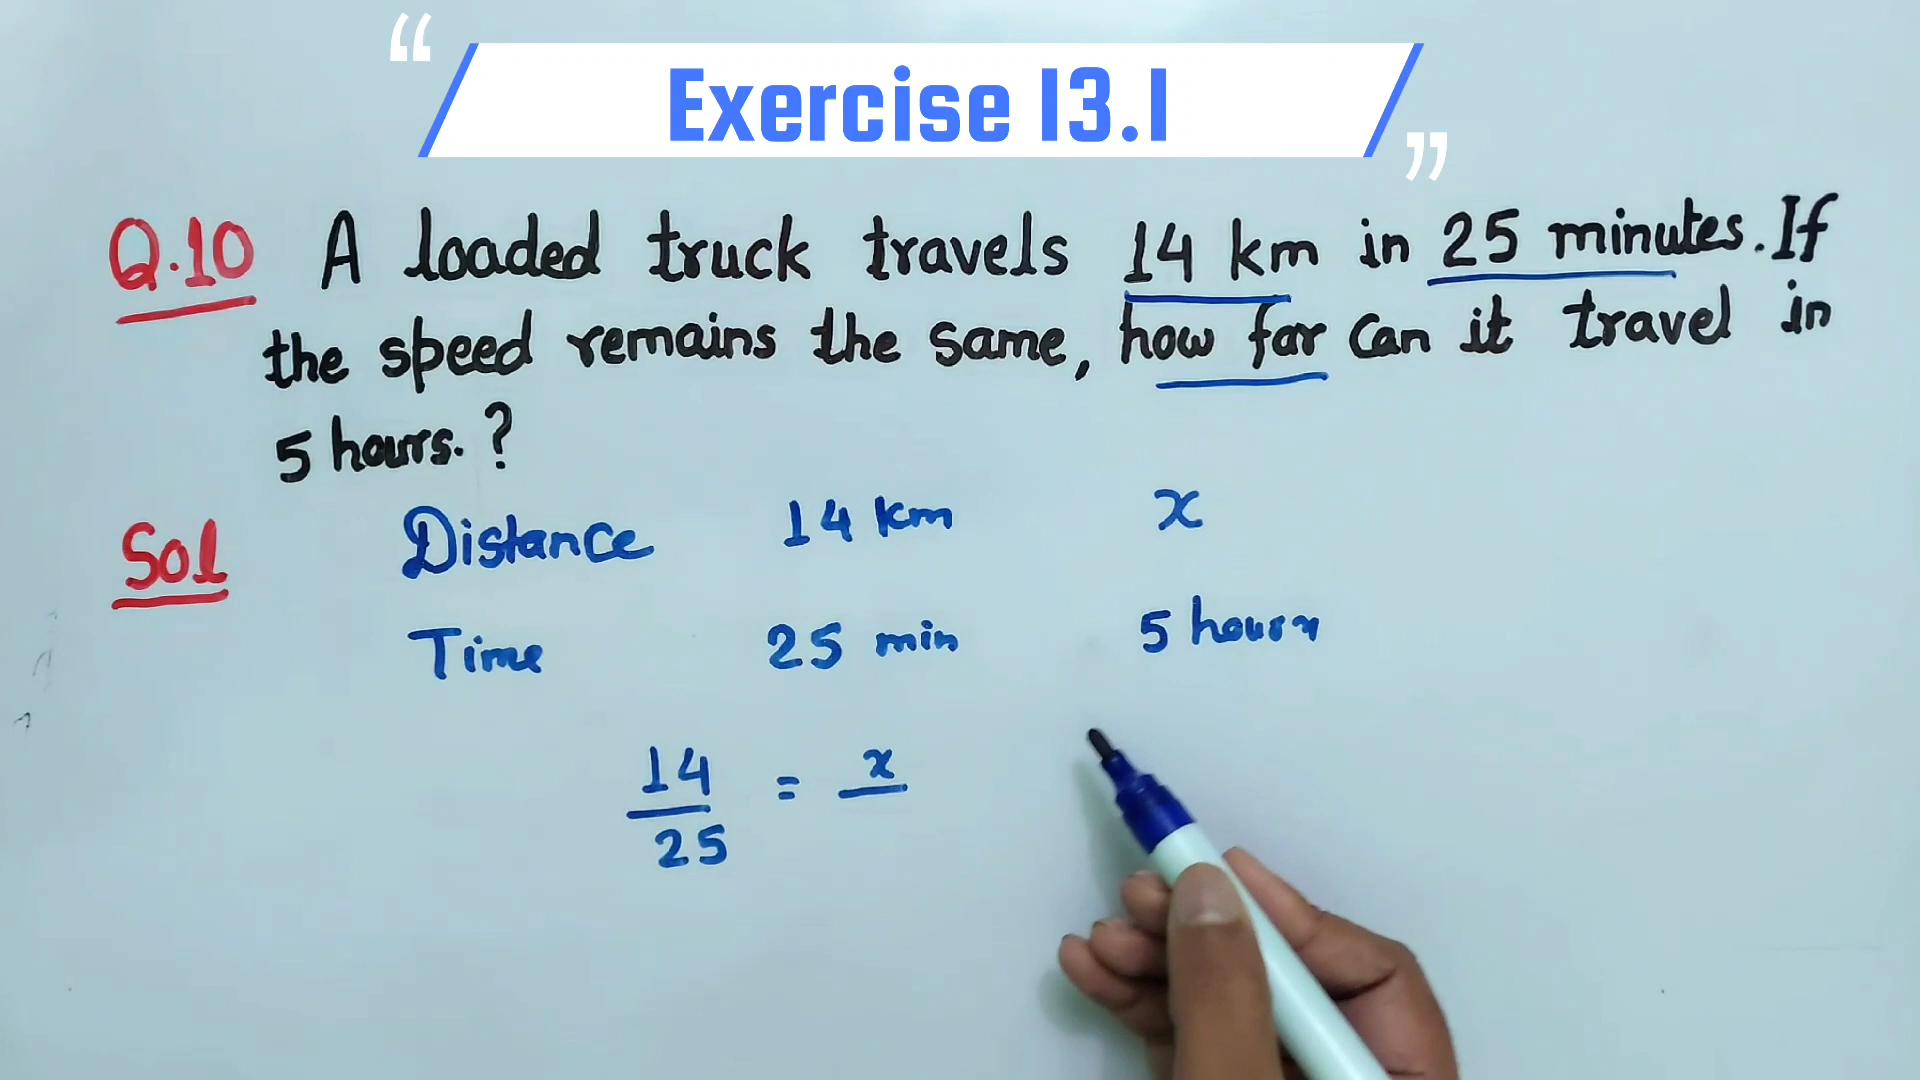 “ Exercise 13.1 ”
Q.10 A loaded truck travels 14 km in 25 minutes. If
the speed remains the same, how far can it travel in
5 hours. ?
Sol Distance 14 km x
Time 25 min 5 hours
14 = x
25